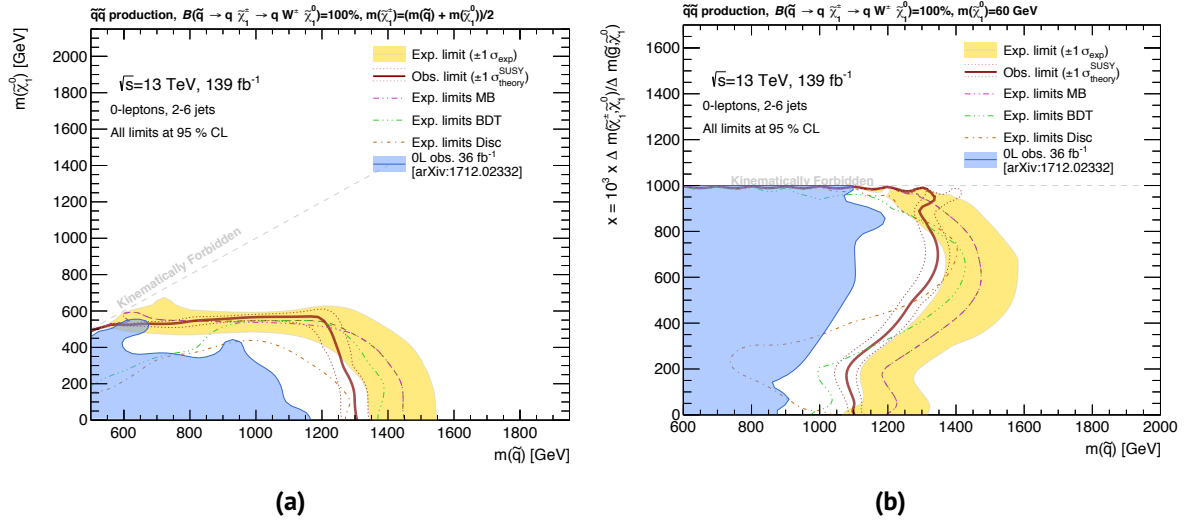 q̃q̃ production, B(q̃ → q χ̃₁± → q W± χ̃₁⁰)=100%, m(χ̃₁±)=(m(q̃) + m(χ̃₁⁰))/2
m(χ̃₁⁰) [GeV]
2000
1800
1600
1400
1200
1000
800
600
400
200
0
600 800 1000 1200 1400 1600 1800
m(q̃) [GeV]
√s=13 TeV, 139 fb⁻¹
0-leptons, 2-6 jets
All limits at 95 % CL
Exp. limit (±1 σexp)
Obs. limit (±1 σ^SUSY_theory)
Exp. limits MB
Exp. limits BDT
Exp. limits Disc
0L obs. 36 fb⁻¹
[arXiv:1712.02332]
Kinematically Forbidden
(a)
q̃q̃ production, B(q̃ → q χ̃₁± → q W± χ̃₁⁰)=100%, m(χ̃₁⁰)=60 GeV
x = 10³ x Δ m(χ̃₁±,χ̃₁⁰)/Δ m(g̃,χ̃₁⁰)
1600
1400
1200
1000
800
600
400
200
0
600 800 1000 1200 1400 1600 1800 2000
m(q̃) [GeV]
√s=13 TeV, 139 fb⁻¹
0-leptons, 2-6 jets
All limits at 95 % CL
Exp. limit (±1 σexp)
Obs. limit (±1 σ^SUSY_theory)
Exp. limits MB
Exp. limits BDT
Exp. limits Disc
0L obs. 36 fb⁻¹
[arXiv:1712.02332]
Kinematically Forbidden
(b)